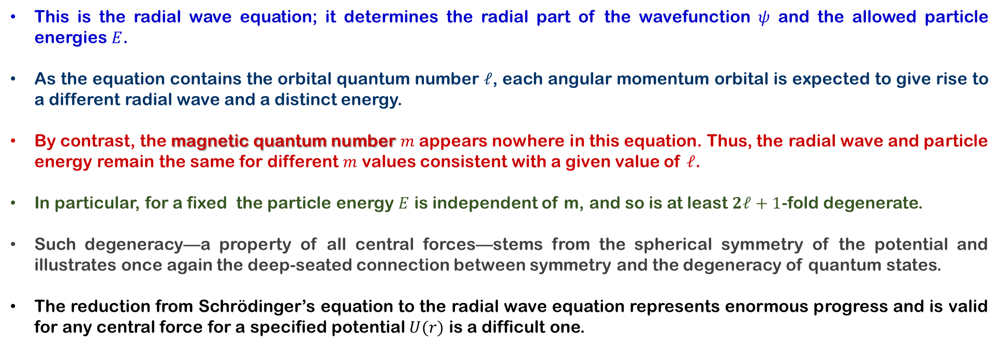 • This is the radial wave equation; it determines the radial part of the wavefunction ψ and the allowed particle
energies E.
• As the equation contains the orbital quantum number ℓ, each angular momentum orbital is expected to give rise to
a different radial wave and a distinct energy.
• By contrast, the magnetic quantum number m appears nowhere in this equation. Thus, the radial wave and particle
energy remain the same for different m values consistent with a given value of ℓ.
• In particular, for a fixed the particle energy E is independent of m, and so is at least 2ℓ + 1-fold degenerate.
• Such degeneracy—a property of all central forces—stems from the spherical symmetry of the potential and
illustrates once again the deep-seated connection between symmetry and the degeneracy of quantum states.
• The reduction from Schrödinger’s equation to the radial wave equation represents enormous progress and is valid
for any central force for a specified potential U(r) is a difficult one.